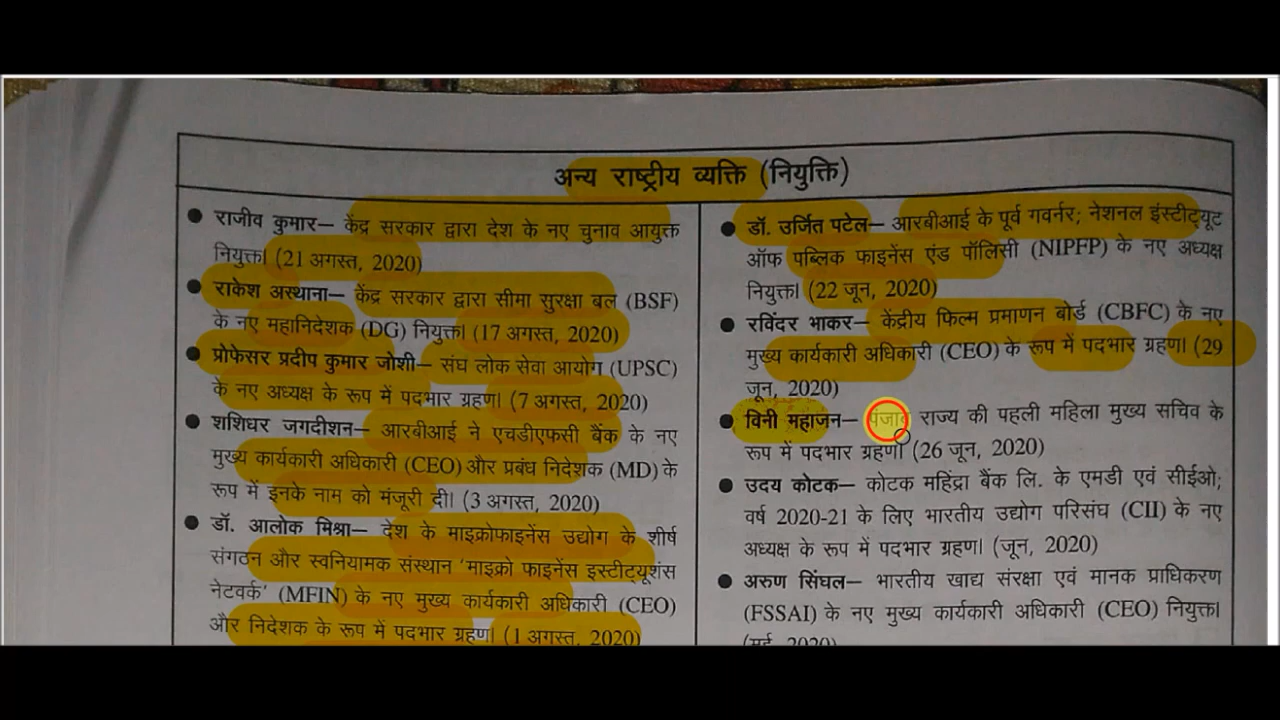 अन्य राष्ट्रीय व्यक्ति (नियुक्ति)
● राजीव कुमार– केंद्र सरकार द्वारा देश के नए चुनाव आयुक्त
नियुक्त। (21 अगस्त, 2020)
● राकेश अस्थाना– केंद्र सरकार द्वारा सीमा सुरक्षा बल (BSF)
के नए महानिदेशक (DG) नियुक्त। (17 अगस्त, 2020)
● प्रोफेसर प्रदीप कुमार जोशी– संघ लोक सेवा आयोग (UPSC)
के नए अध्यक्ष के रूप में पदभार ग्रहण। (7 अगस्त, 2020)
● शशिधर जगदीशन– आरबीआई ने एचडीएफसी बैंक के नए
मुख्य कार्यकारी अधिकारी (CEO) और प्रबंध निदेशक (MD) के
रूप में इनके नाम को मंजूरी दी। (3 अगस्त, 2020)
● डॉ. आलोक मिश्रा– देश के माइक्रोफाइनेंस उद्योग के शीर्ष
संगठन और स्वनियामक संस्थान 'माइक्रो फाइनेंस इंस्टीट्यूशंस
नेटवर्क' (MFIN) के नए मुख्य कार्यकारी अधिकारी (CEO)
और निदेशक के रूप में पदभार ग्रहण। (1 अगस्त, 2020)
● डॉ. उर्जित पटेल– आरबीआई के पूर्व गवर्नर; नेशनल इंस्टीट्यूट
ऑफ पब्लिक फाइनेंस एंड पॉलिसी (NIPFP) के नए अध्यक्ष
नियुक्त। (22 जून, 2020)
● रविंदर भाकर– केंद्रीय फिल्म प्रमाणन बोर्ड (CBFC) के नए
मुख्य कार्यकारी अधिकारी (CEO) के रूप में पदभार ग्रहण। (29
जून, 2020)
● विनी महाजन– पंजाब राज्य की पहली महिला मुख्य सचिव के
रूप में पदभार ग्रहण। (26 जून, 2020)
● उदय कोटक– कोटक महिंद्रा बैंक लि. के एमडी एवं सीईओ;
वर्ष 2020-21 के लिए भारतीय उद्योग परिसंघ (CII) के नए
अध्यक्ष के रूप में पदभार ग्रहण। (जून, 2020)
● अरुण सिंघल– भारतीय खाद्य संरक्षा एवं मानक प्राधिकरण
(FSSAI) के नए मुख्य कार्यकारी अधिकारी (CEO) नियुक्त।
(मई, 2020)